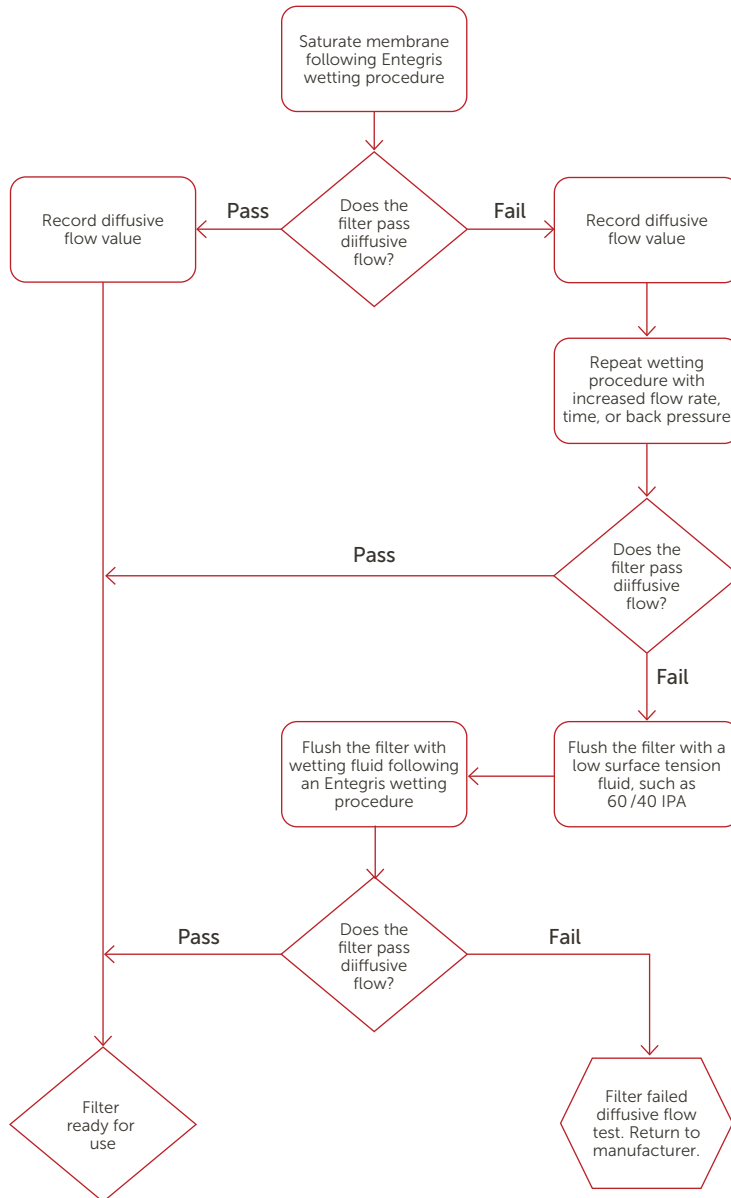 Saturate membrane
following Entegris
wetting procedure
Does the
filter pass
diiffusive
flow?
Pass
Fail
Record diffusive
flow value
Record diffusive
flow value
Repeat wetting
procedure with
increased flow rate,
time, or back pressure
Does the
filter pass
diiffusive
flow?
Pass
Fail
Flush the filter with a
low surface tension
fluid, such as
60/40 IPA
Flush the filter with
wetting fluid following
an Entegris wetting
procedure
Does the
filter pass
diiffusive
flow?
Pass
Fail
Filter
ready for
use
Filter failed
diffusive flow
test. Return to
manufacturer.